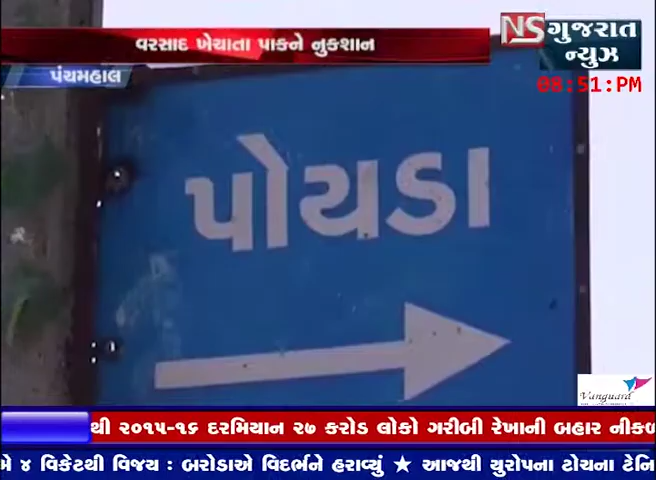 વરસાદ ખેચાતા પાકને નુકશાન
NS ગુજરાત
ન્યુઝ
પંચમહાલ
08:51:PM
પોયડા
Vanguard
થી ૨૦૧૫-૧૬ દરમિયાન ૨૭ કરોડ લોકો ગરીબી રેખાની બહાર નીકળ
મે ૪ વિકેટથી વિજય : બરોડાએ વિદર્ભને હરાવ્યું ★ આજથી યુરોપના ટોચના ટેનિ